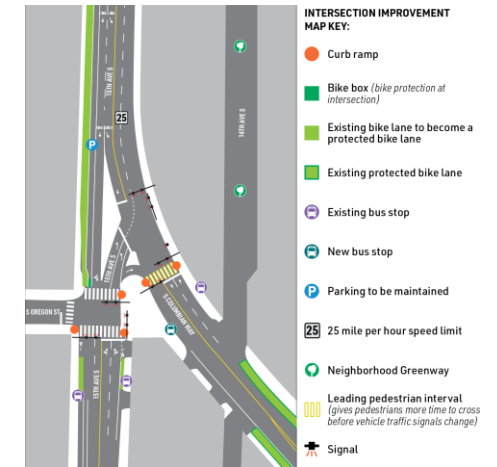 INTERSECTION IMPROVEMENT
MAP KEY:
Curb ramp
Bike box (bike protection at
intersection)
Existing bike lane to become a
protected bike lane
Existing protected bike lane
Existing bus stop
New bus stop
P
Parking to be maintained
25
25 mile per hour speed limit
Neighborhood Greenway
Leading pedestrian interval
(gives pedestrians more time to cross
before vehicle traffic signals change)
Signal
15TH AVE S
25
P
14TH AVE S
15TH AVE S
S COLUMBIAN WAY
S OREGON ST
15TH AVE S